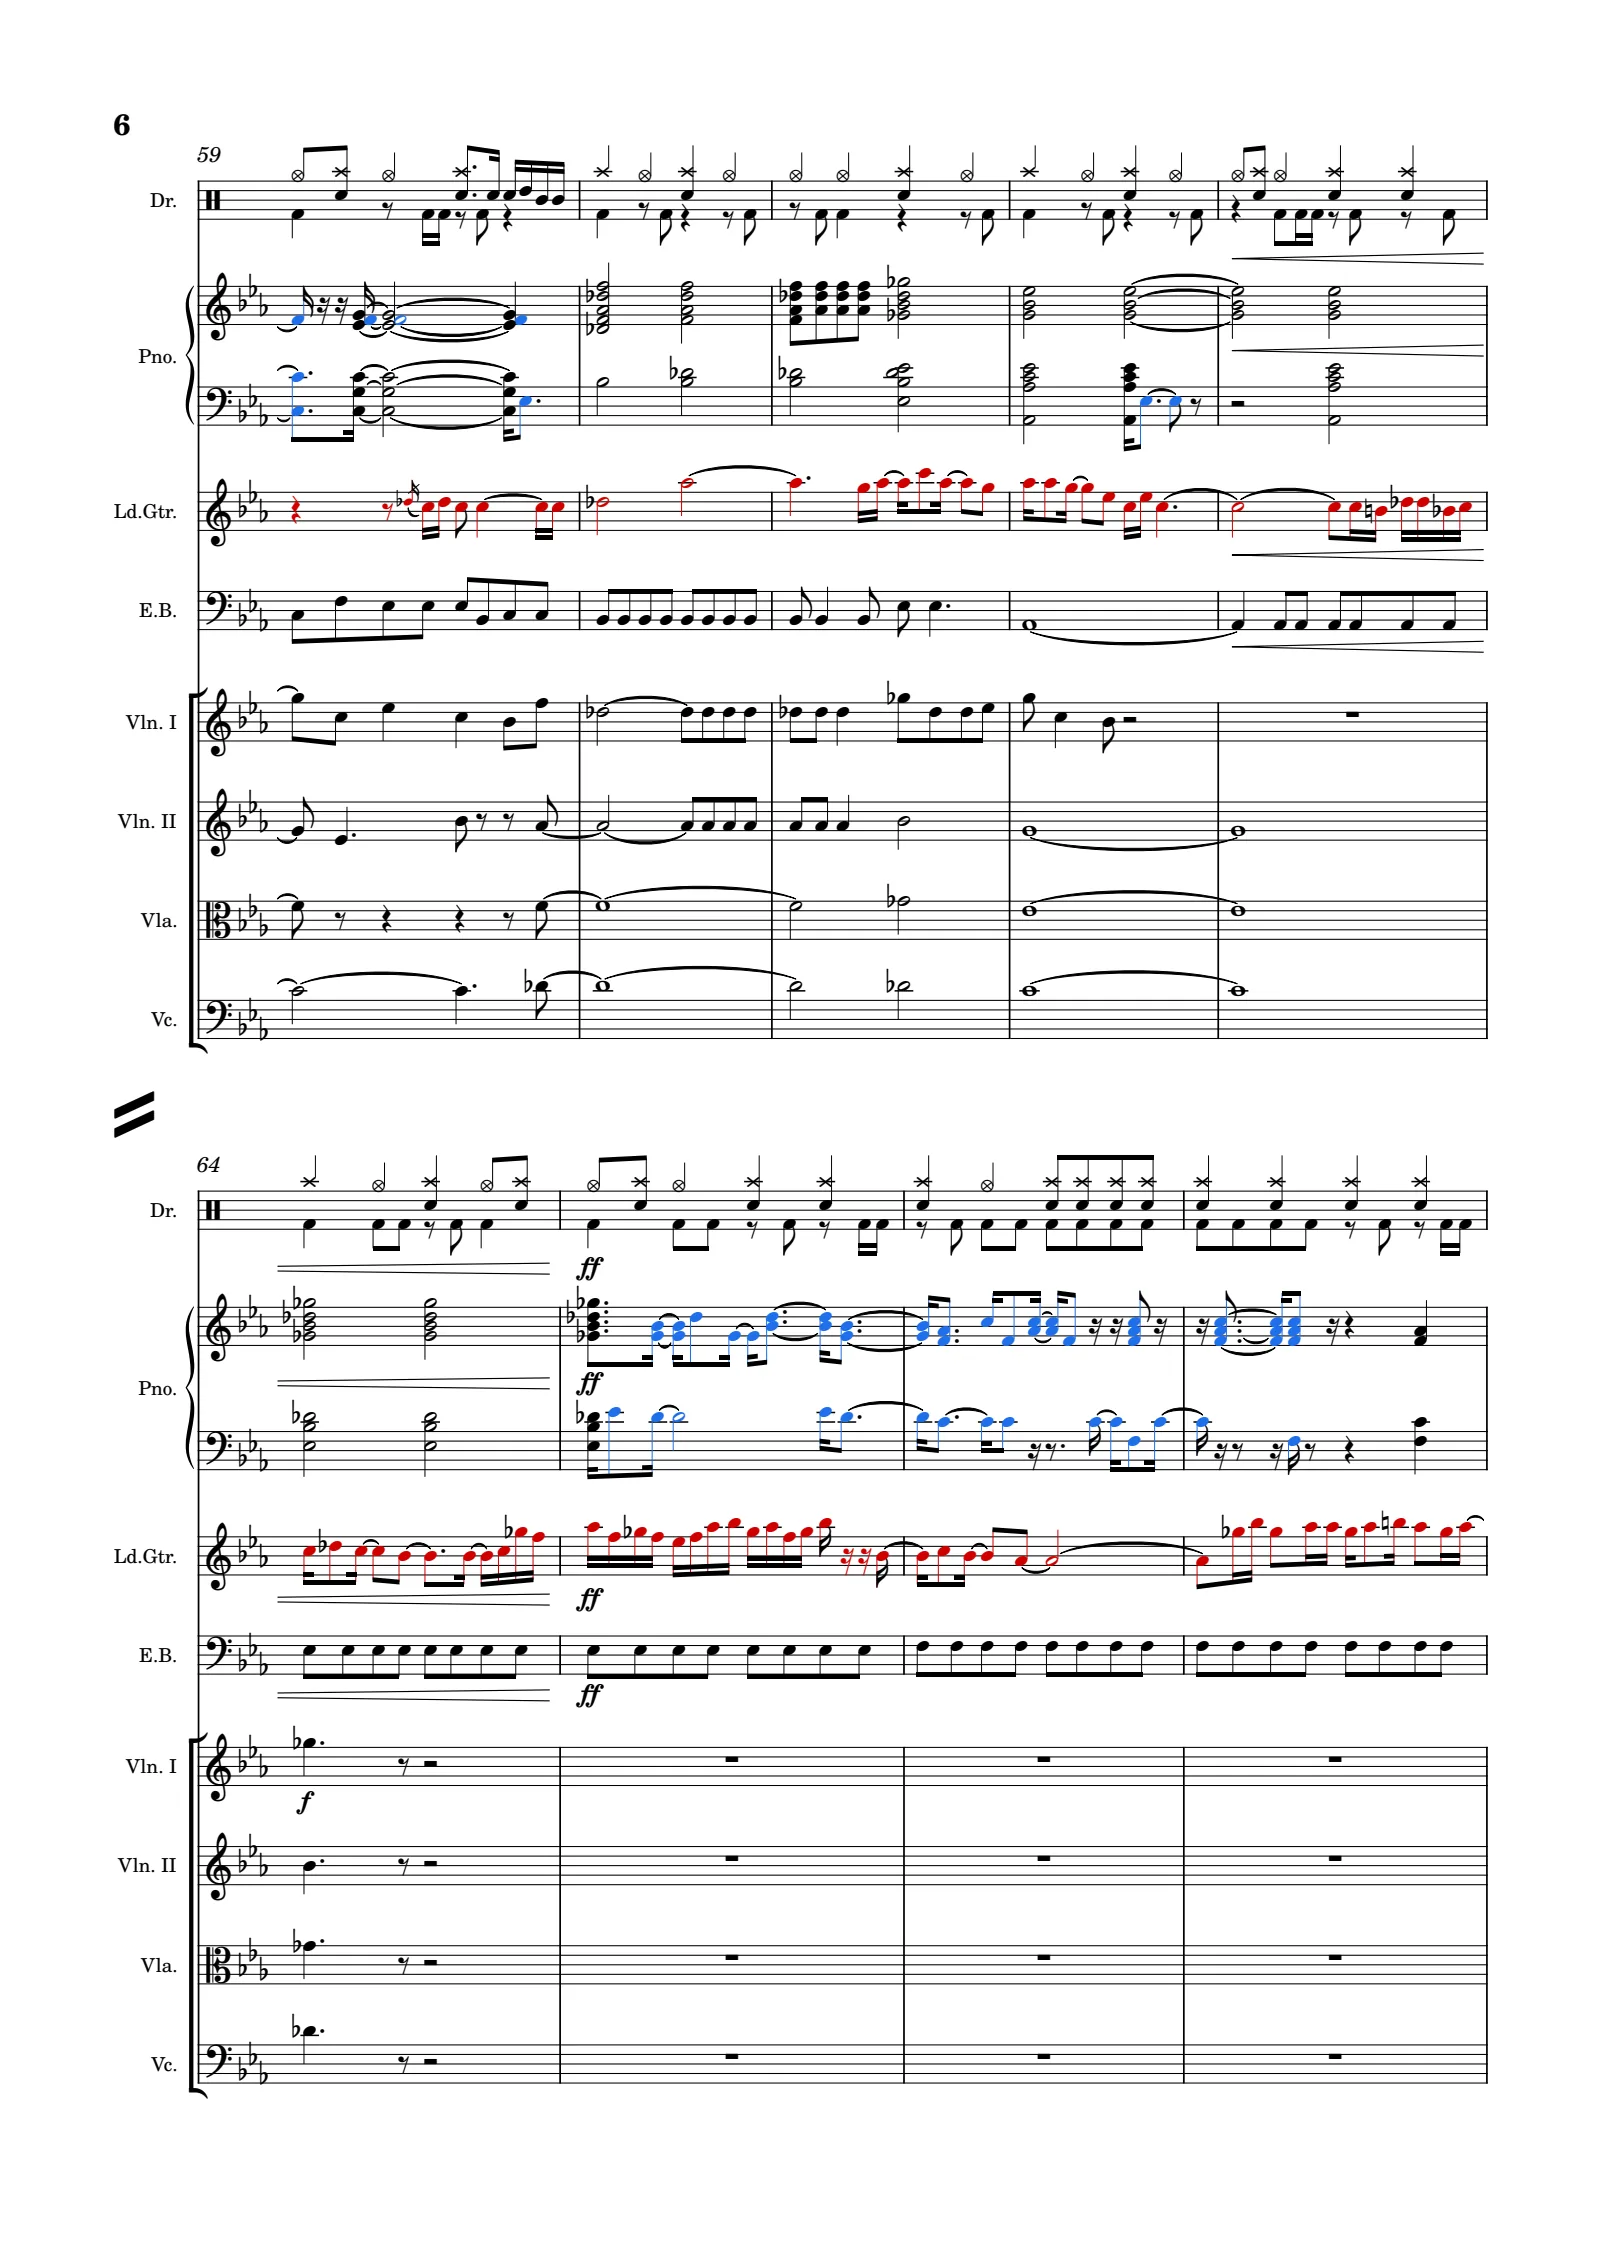 6
59
Dr.
Pno.
Ld.Gtr.
E.B.
Vln. I
Vln. II
Vla.
Vc.
64
Dr.
ff
Pno.
ff
Ld.Gtr.
ff
E.B.
ff
Vln. I
f
Vln. II
Vla.
Vc.